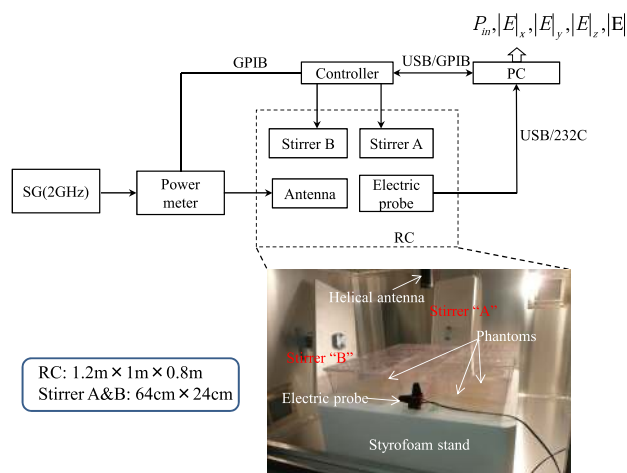 P_in, |E|_x, |E|_y, |E|_z, |E|
GPIB
Controller
USB/GPIB
PC
USB/232C
Stirrer B
Stirrer A
SG(2GHz)
Power
meter
Antenna
Electric
probe
RC
Helical antenna
Stirrer “A”
Phantoms
Stirrer “B”
Electric probe
Styrofoam stand
RC: 1.2m × 1m × 0.8m
Stirrer A&B: 64cm × 24cm